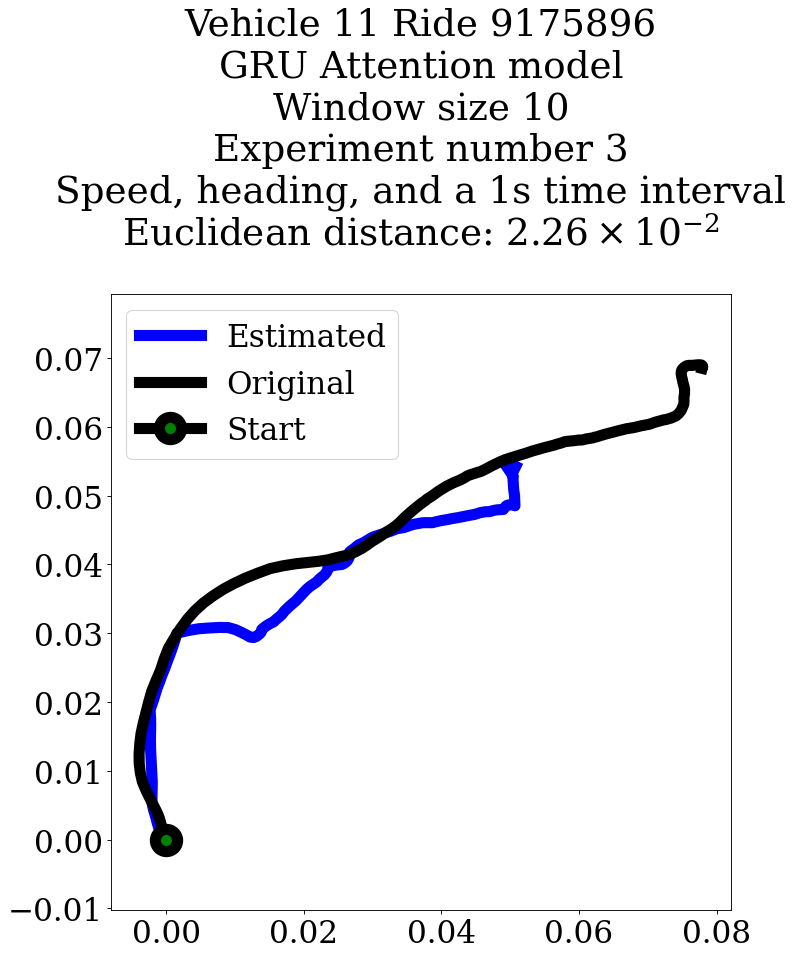 Vehicle 11 Ride 9175896
GRU Attention model
Window size 10
Experiment number 3
Speed, heading, and a 1s time interval
Euclidean distance: 2.26 × 10⁻²
Estimated
Original
Start
0.07
0.06
0.05
0.04
0.03
0.02
0.01
0.00
−0.01
0.00 0.02 0.04 0.06 0.08